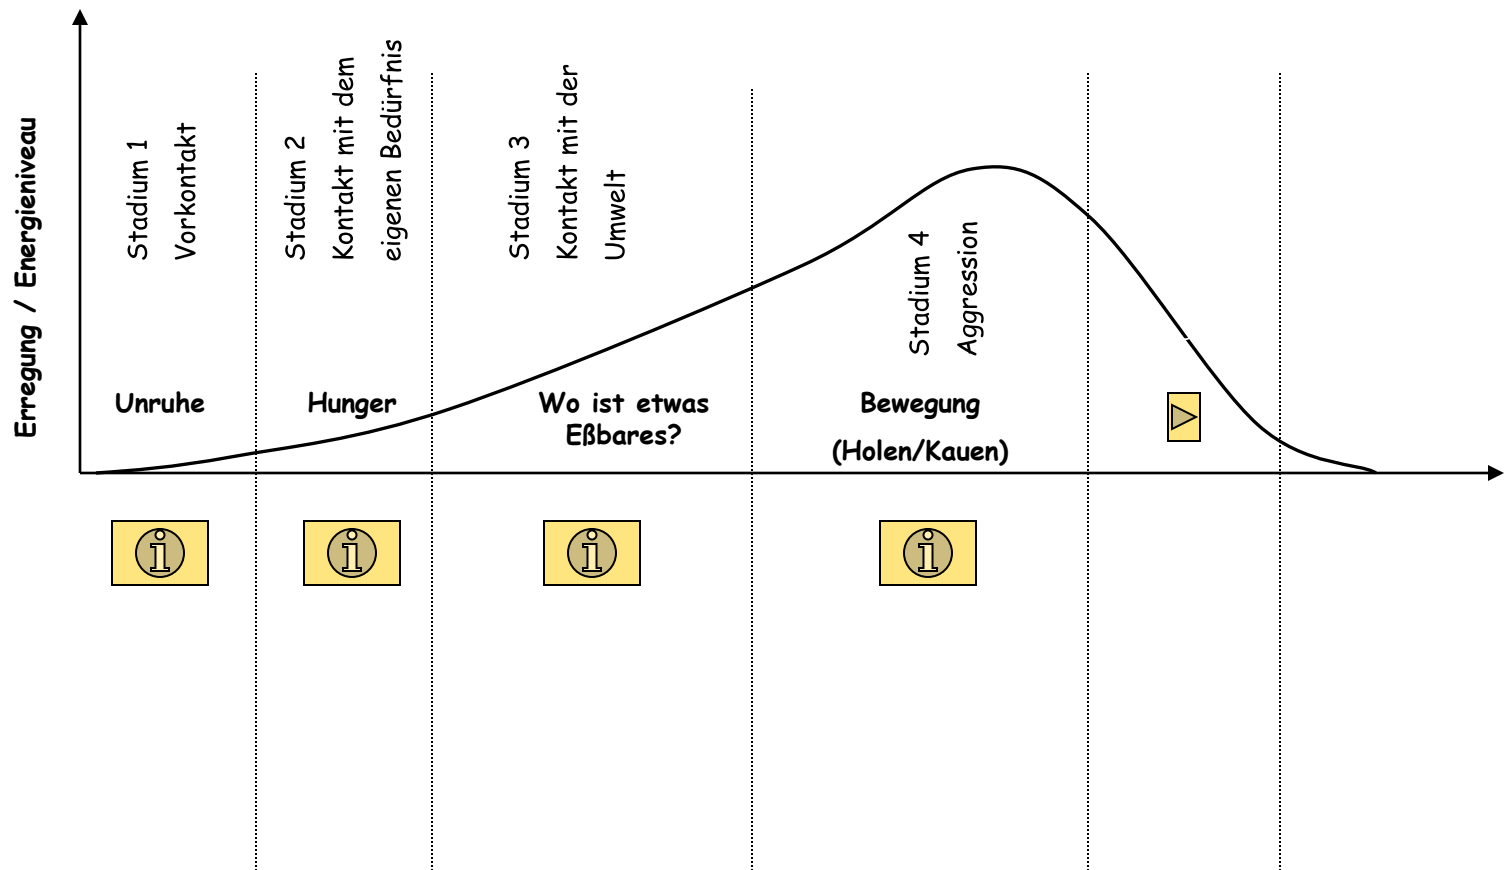 Erregung / Energieniveau
Stadium 1
Vorkontakt
Stadium 2
Kontakt mit dem
eigenen Bedürfnis
Stadium 3
Kontakt mit der
Umwelt
Stadium 4
Aggression
Unruhe
Hunger
Wo ist etwas
Eßbares?
Bewegung
(Holen/Kauen)
i
i
i
i